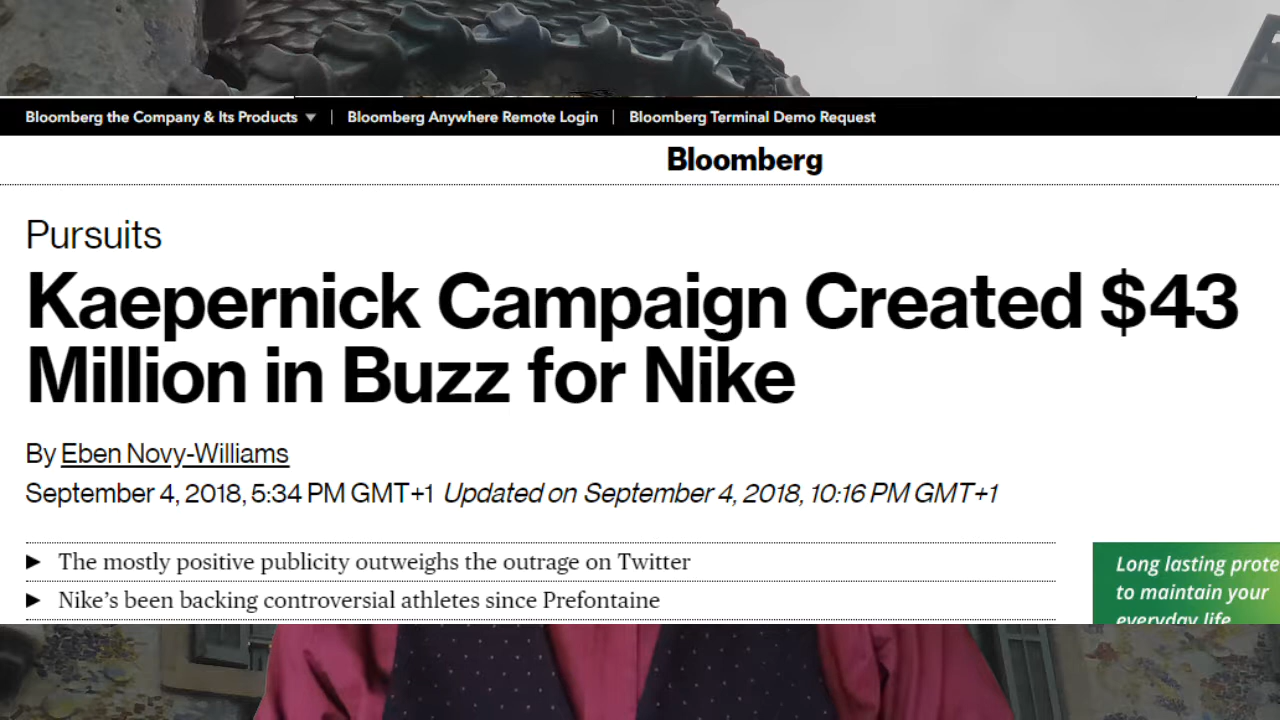 Bloomberg the Company & Its Products ▼ | Bloomberg Anywhere Remote Login | Bloomberg Terminal Demo Request
Bloomberg
Pursuits
Kaepernick Campaign Created $43
Million in Buzz for Nike
By Eben Novy-Williams
September 4, 2018, 5:34 PM GMT+1 Updated on September 4, 2018, 10:16 PM GMT+1
► The mostly positive publicity outweighs the outrage on Twitter
► Nike’s been backing controversial athletes since Prefontaine
Long lasting prote
to maintain your
everyday life